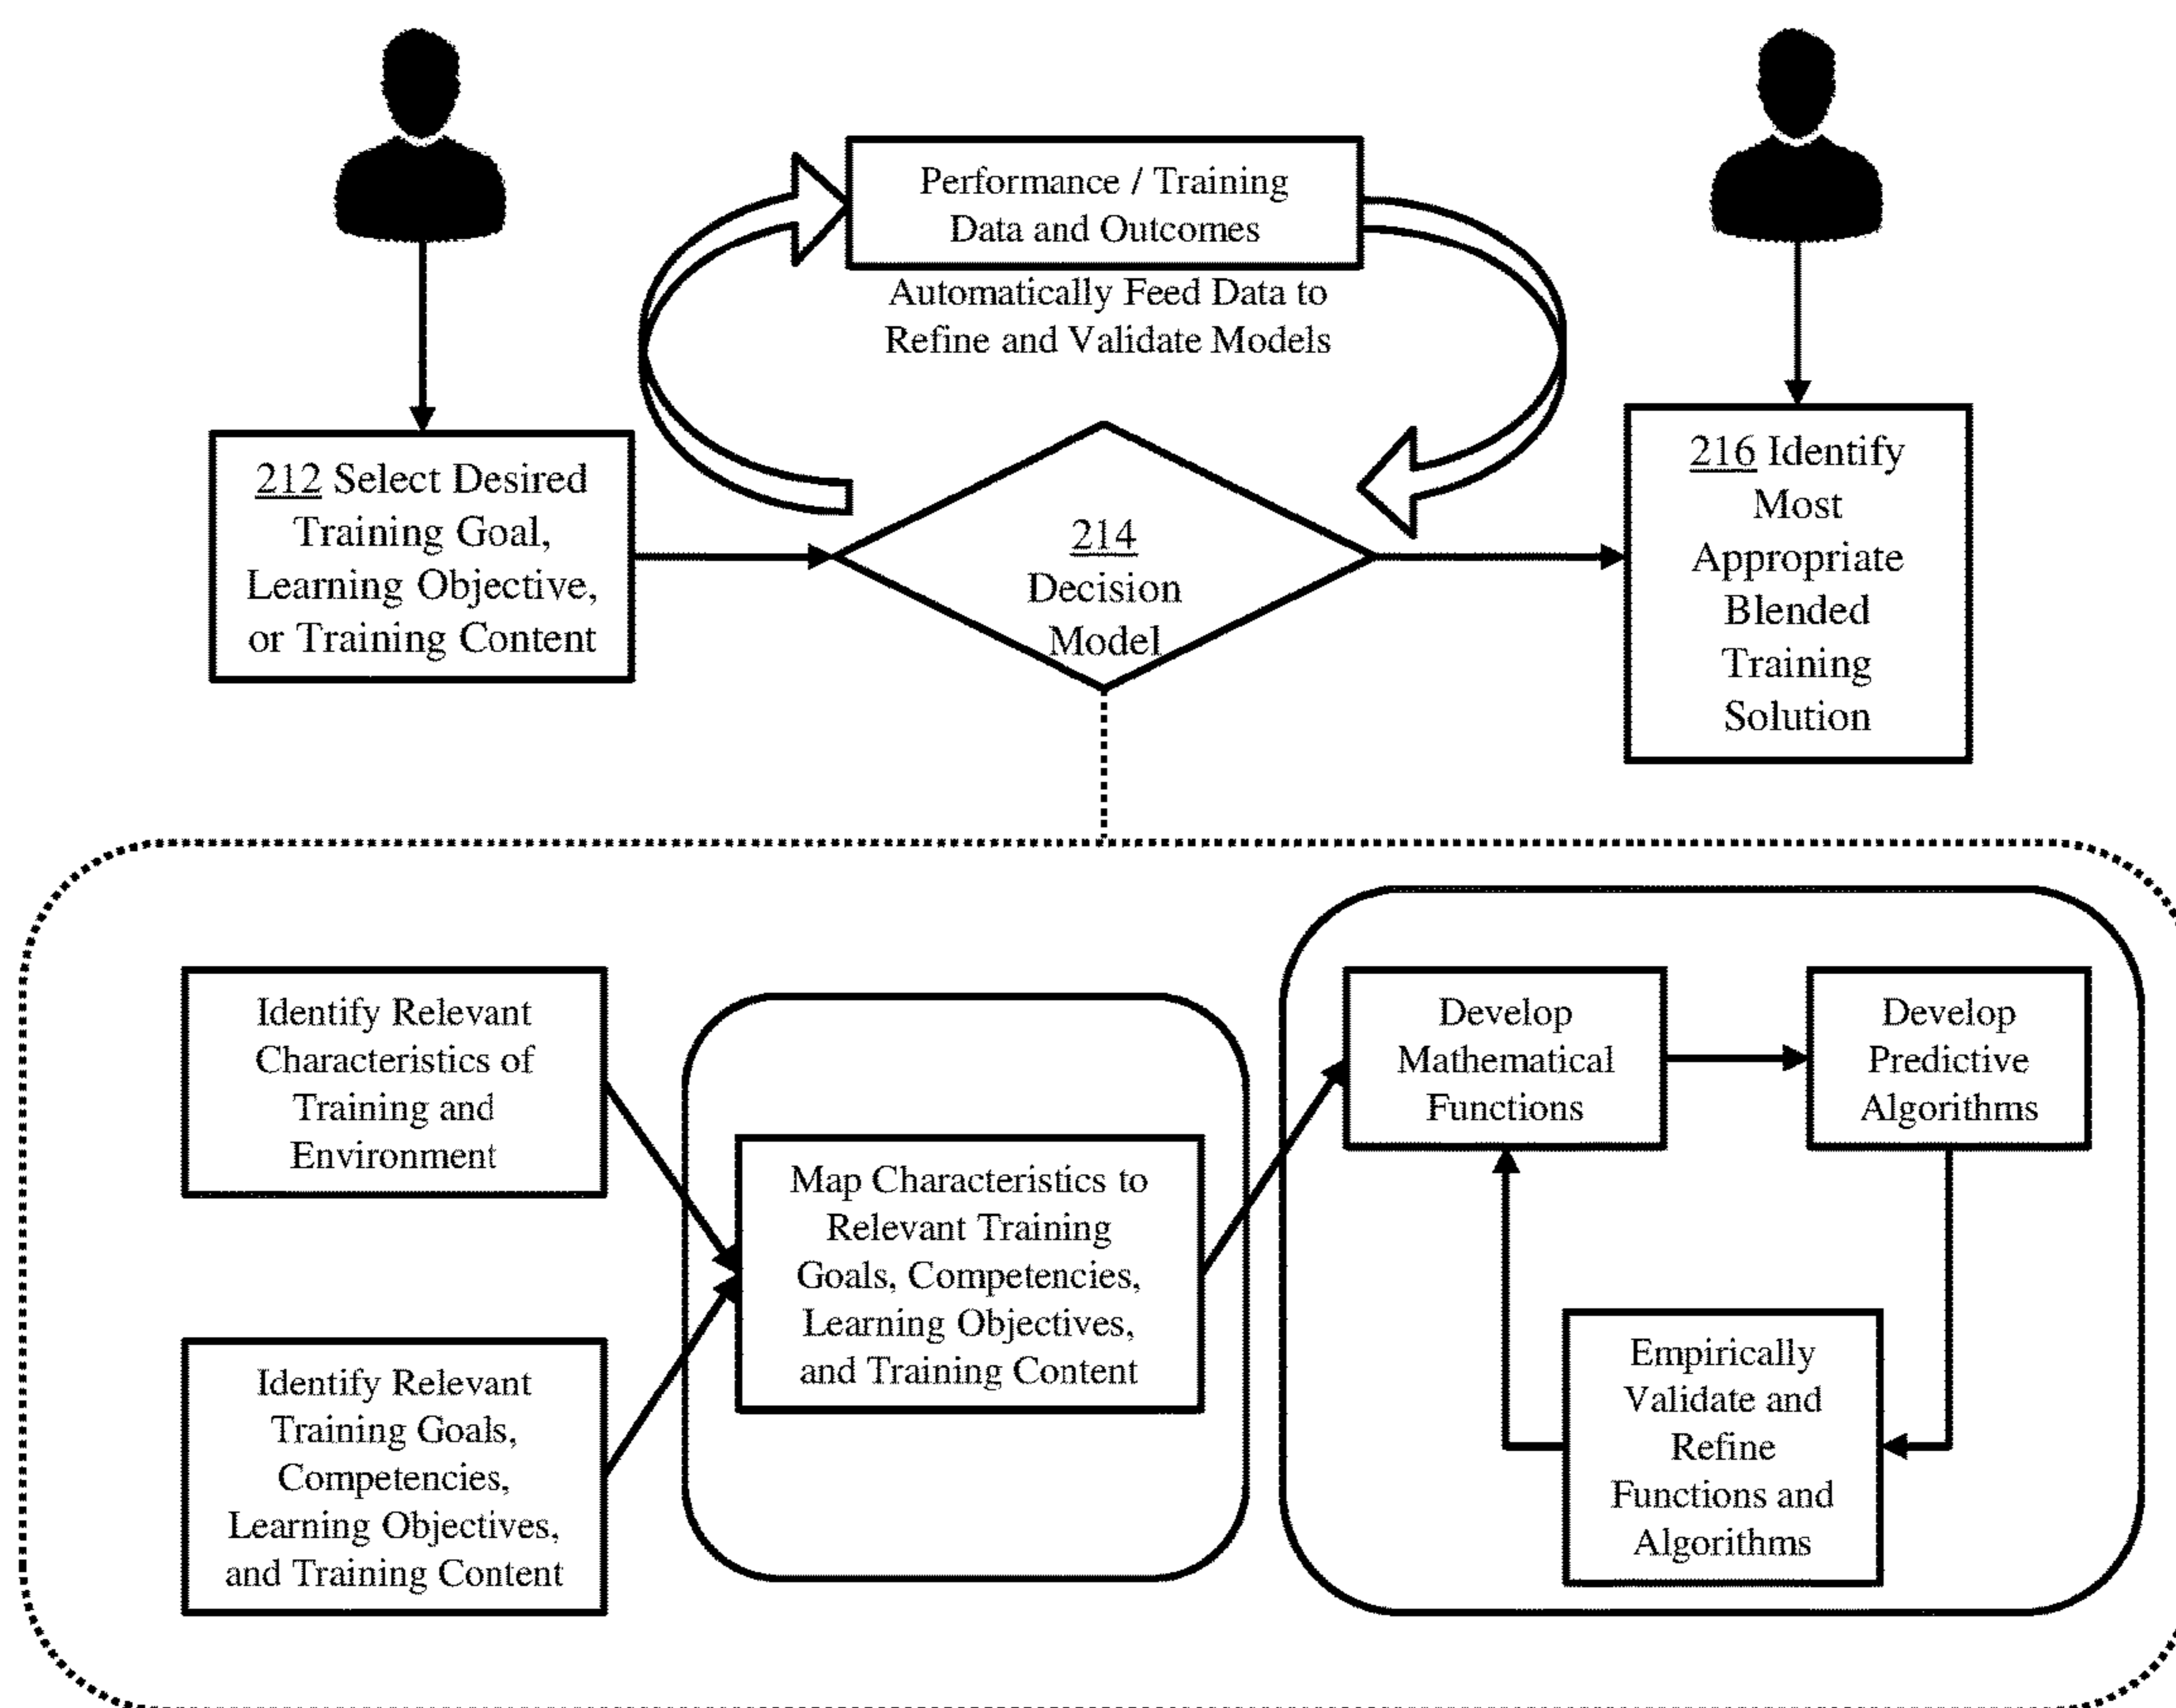 Performance / Training
Data and Outcomes
Automatically Feed Data to
Refine and Validate Models
212 Select Desired
Training Goal,
Learning Objective,
or Training Content
214
Decision
Model
216 Identify
Most
Appropriate
Blended
Training
Solution
Identify Relevant
Characteristics of
Training and
Environment
Identify Relevant
Training Goals,
Competencies,
Learning Objectives,
and Training Content
Map Characteristics to
Relevant Training
Goals, Competencies,
Learning Objectives,
and Training Content
Develop
Mathematical
Functions
Develop
Predictive
Algorithms
Empirically
Validate and
Refine
Functions and
Algorithms